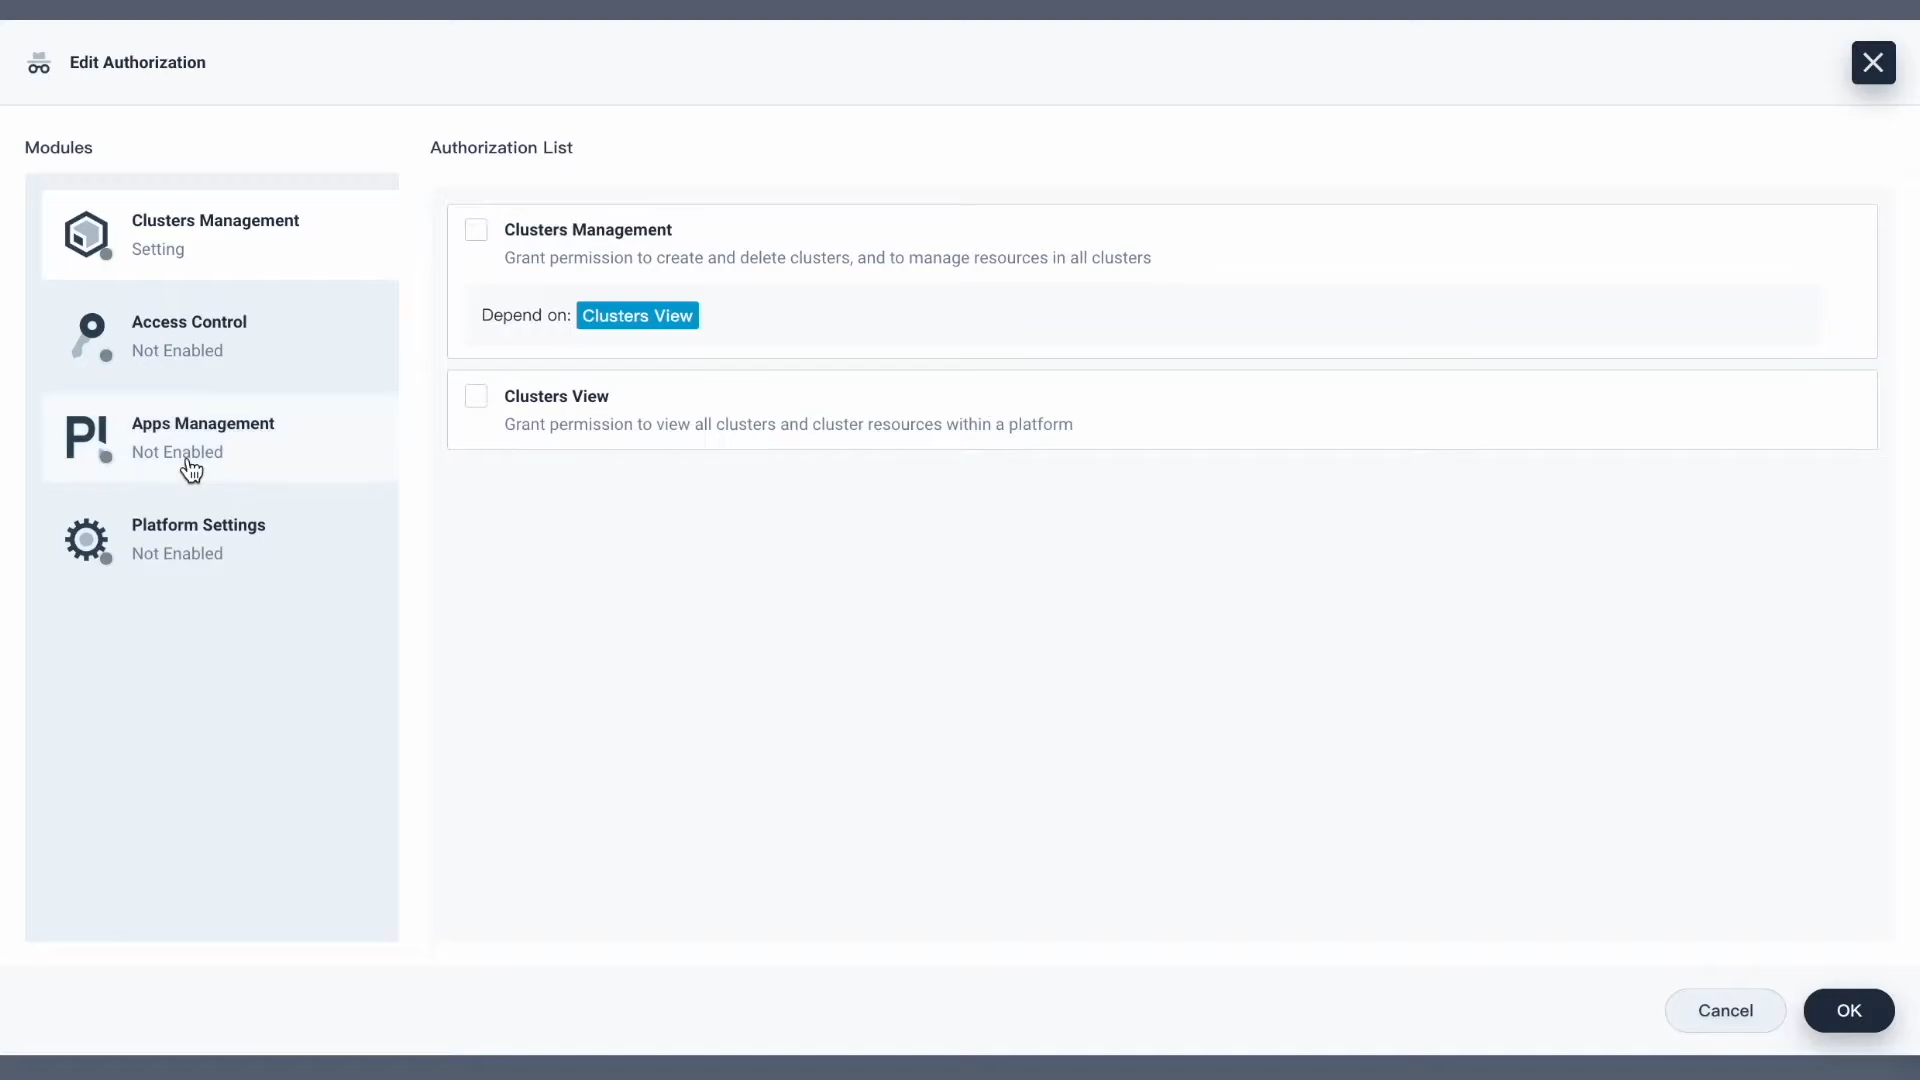 Edit Authorization
Modules
Authorization List
Clusters Management
Setting
Access Control
Not Enabled
Apps Management
Not Enabled
Platform Settings
Not Enabled
Clusters Management
Grant permission to create and delete clusters, and to manage resources in all clusters
Depend on: Clusters View
Clusters View
Grant permission to view all clusters and cluster resources within a platform
Cancel
OK